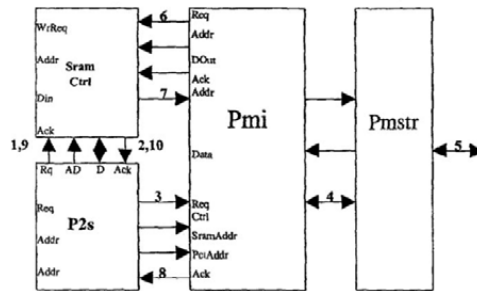 WrReq
Addr
Sram
Ctrl
Din
Ack
6
7
Req
Addr
DOut
Ack
Addr
Pmi
Data
Req
Ctrl
SramAddr
PciAddr
Ack
Pmstr
5
4
1,9
2,10
Rq AD D Ack
Req
P2s
Addr
Addr
3
8